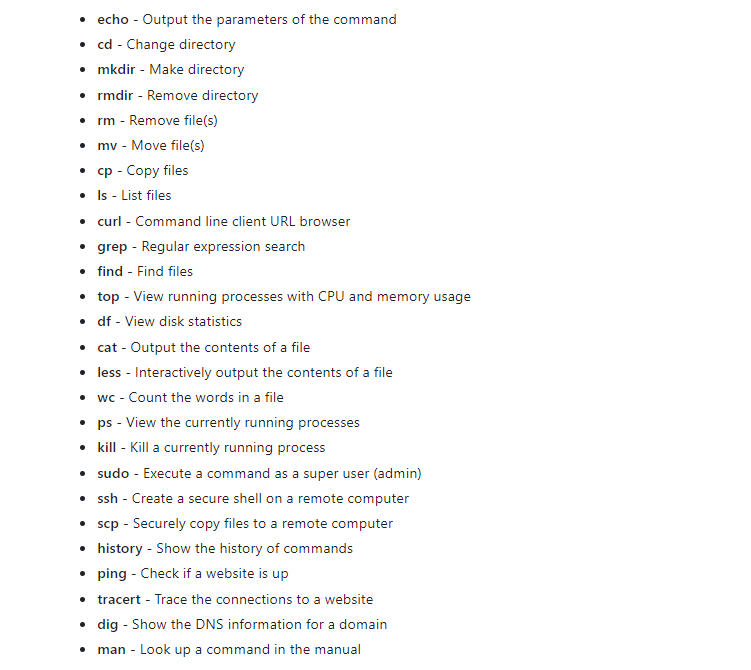 echo - Output the parameters of the command
cd - Change directory
mkdir - Make directory
rmdir - Remove directory
rm - Remove file(s)
mv - Move file(s)
cp - Copy files
ls - List files
curl - Command line client URL browser
grep - Regular expression search
find - Find files
top - View running processes with CPU and memory usage
df - View disk statistics
cat - Output the contents of a file
less - Interactively output the contents of a file
wc - Count the words in a file
ps - View the currently running processes
kill - Kill a currently running process
sudo - Execute a command as a super user (admin)
ssh - Create a secure shell on a remote computer
scp - Securely copy files to a remote computer
history - Show the history of commands
ping - Check if a website is up
tracert - Trace the connections to a website
dig - Show the DNS information for a domain
man - Look up a command in the manual